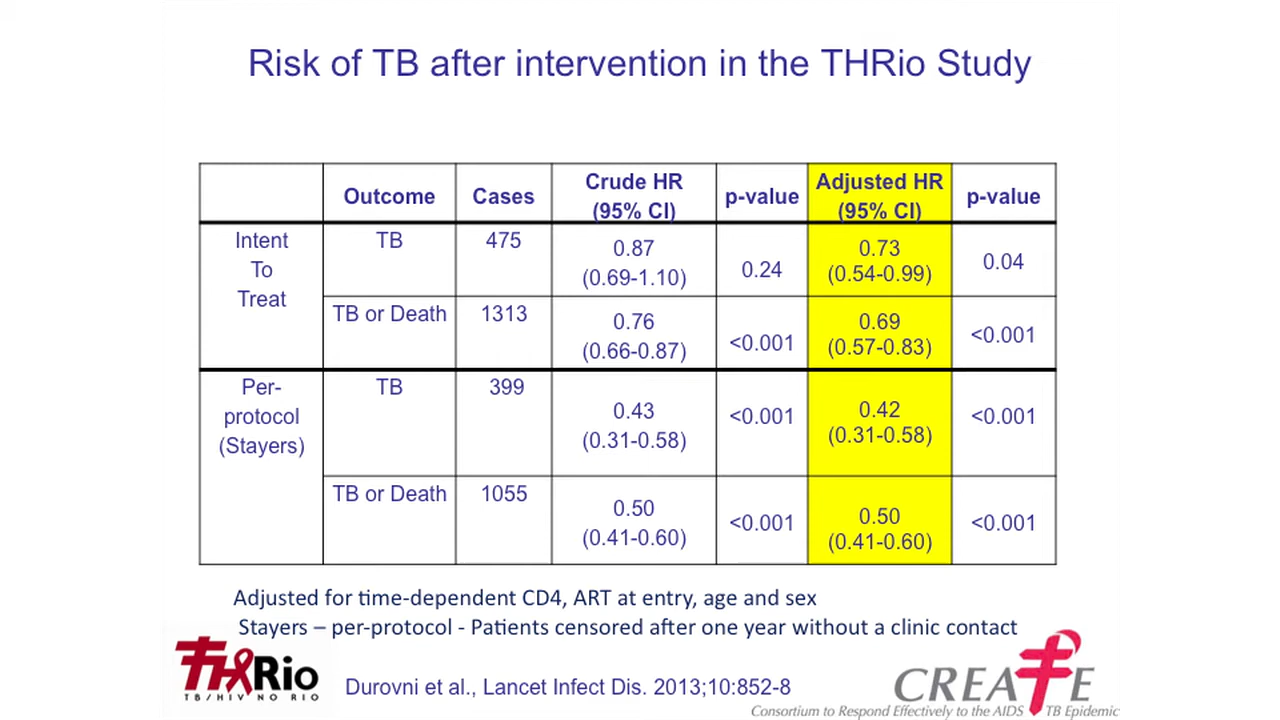 Risk of TB after intervention in the THRio Study
Outcome Cases Crude HR (95% CI) p-value Adjusted HR (95% CI) p-value
Intent To Treat TB 475 0.87 (0.69-1.10) 0.24 0.73 (0.54-0.99) 0.04
TB or Death 1313 0.76 (0.66-0.87) <0.001 0.69 (0.57-0.83) <0.001
Per-protocol (Stayers) TB 399 0.43 (0.31-0.58) <0.001 0.42 (0.31-0.58) <0.001
TB or Death 1055 0.50 (0.41-0.60) <0.001 0.50 (0.41-0.60) <0.001
Adjusted for time-dependent CD4, ART at entry, age and sex
Stayers – per-protocol - Patients censored after one year without a clinic contact
THRio
TB/HIV NO RIO
Durovni et al., Lancet Infect Dis. 2013;10:852-8
CREATE
Consortium to Respond Effectively to the AIDS TB Epidemic